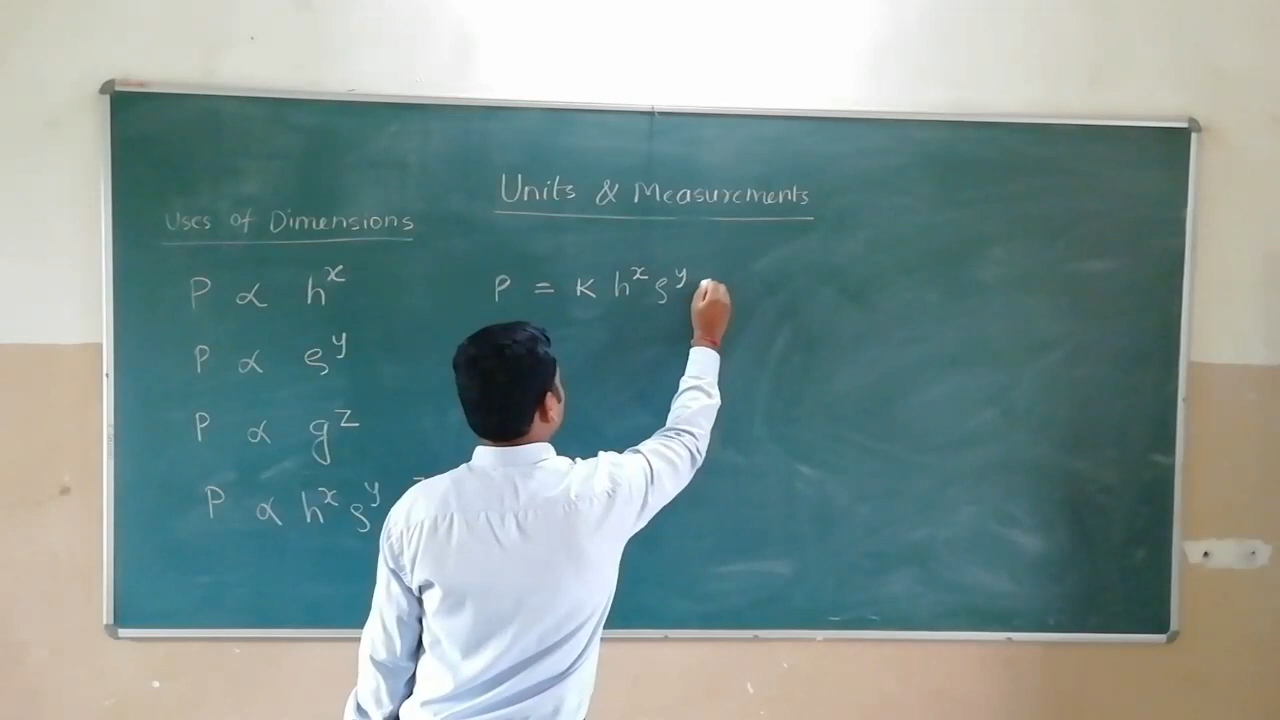 Units & Measurements
Uses of Dimensions
P ∝ h^x
P ∝ ρ^y
P ∝ g^z
P ∝ h^x ρ^y
P = K h^x ρ^y